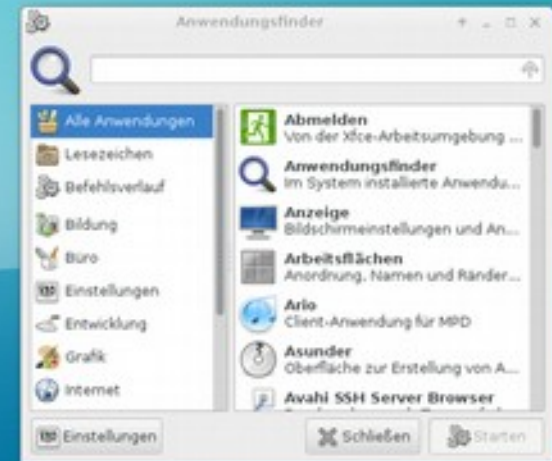 Anwendungsfinder
Alle Anwendungen
Lesezeichen
Befehlsverlauf
Bildung
Büro
Einstellungen
Entwicklung
Grafik
Internet
Abmelden
Von der Xfce-Arbeitsumgebung ...
Anwendungsfinder
Im System installierte Anwendu...
Anzeige
Bildschirmeinstellungen und An...
Arbeitsflächen
Anordnung, Namen und Ränder...
Ario
Client-Anwendung für MPD
Asunder
Oberfläche zur Erstellung von A...
Avahi SSH Server Browser
Einstellungen
Schließen
Starten